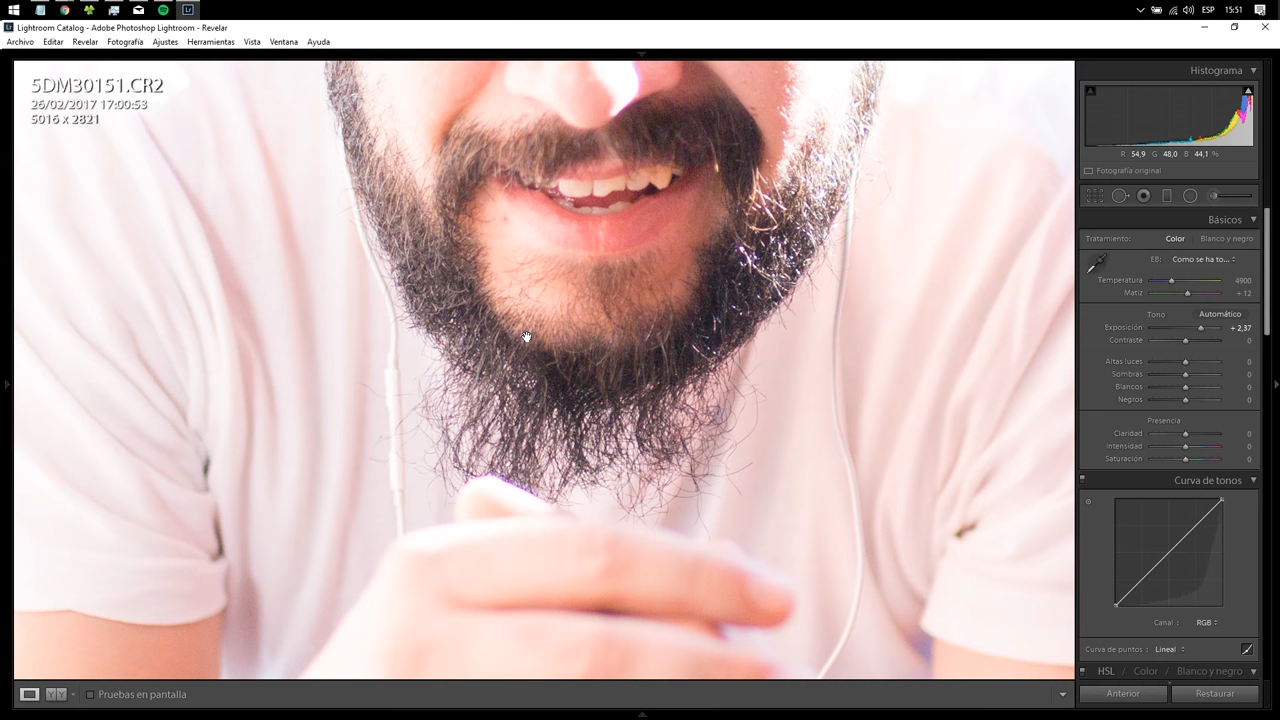 ESP 15:51
Lightroom Catalog - Adobe Photoshop Lightroom - Revelar
Archivo Editar Revelar Fotografía Ajustes Herramientas Vista Ventana Ayuda
5DM30151.CR2
26/02/2017 17:00:53
5016 x 2821
Histograma
R 54,9 G 48,0 B 44,1 %
Fotografía original
Básicos
Tratamiento: Color Blanco y negro
EB: Como se ha to...
Temperatura 4900
Matiz + 12
Tono Automático
Exposición + 2,37
Contraste 0
Altas luces 0
Sombras 0
Blancos 0
Negros 0
Presencia
Claridad 0
Intensidad 0
Saturación 0
Curva de tonos
Canal : RGB
Curva de puntos : Lineal
HSL / Color / Blanco y negro
YY Pruebas en pantalla
Anterior Restaurar